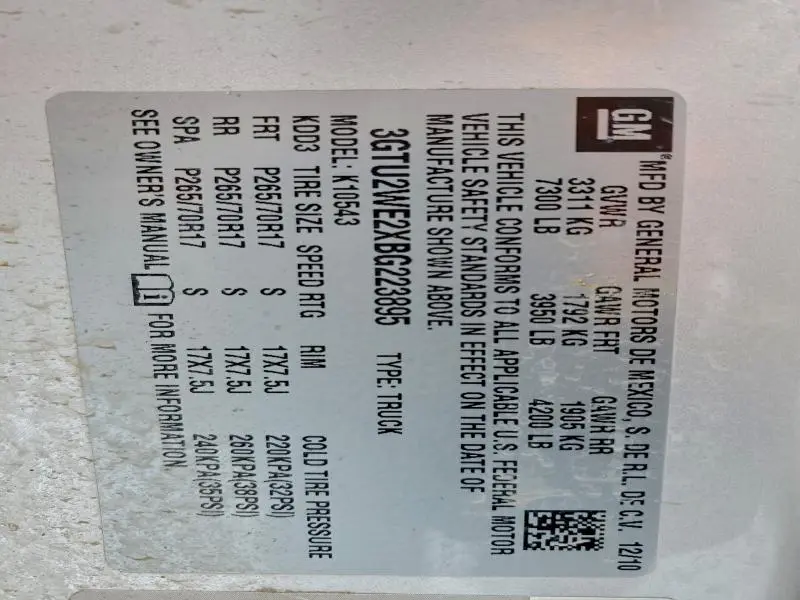 GM
®MFD BY GENERAL MOTORS DE MEXICO, S. DE R.L. DE C.V. 12/10
GVWR GAWR FRT GAWR RR
3311 KG 1792 KG 1905 KG
7300 LB 3950 LB 4200 LB
THIS VEHICLE CONFORMS TO ALL APPLICABLE U.S. FEDERAL MOTOR
VEHICLE SAFETY STANDARDS IN EFFECT ON THE DATE OF
MANUFACTURE SHOWN ABOVE.
3GTU2WE2XBG223895 TYPE: TRUCK
MODEL: K10543
KDD3 TIRE SIZE SPEED RTG RIM COLD TIRE PRESSURE
FRT P265/70R17 S 17X7.5J 220KPA(32PSI)
RR P265/70R17 S 17X7.5J 260KPA(38PSI)
SPA P265/70R17 S 17X7.5J 240KPA(35PSI)
SEE OWNER'S MANUAL i FOR MORE INFORMATION